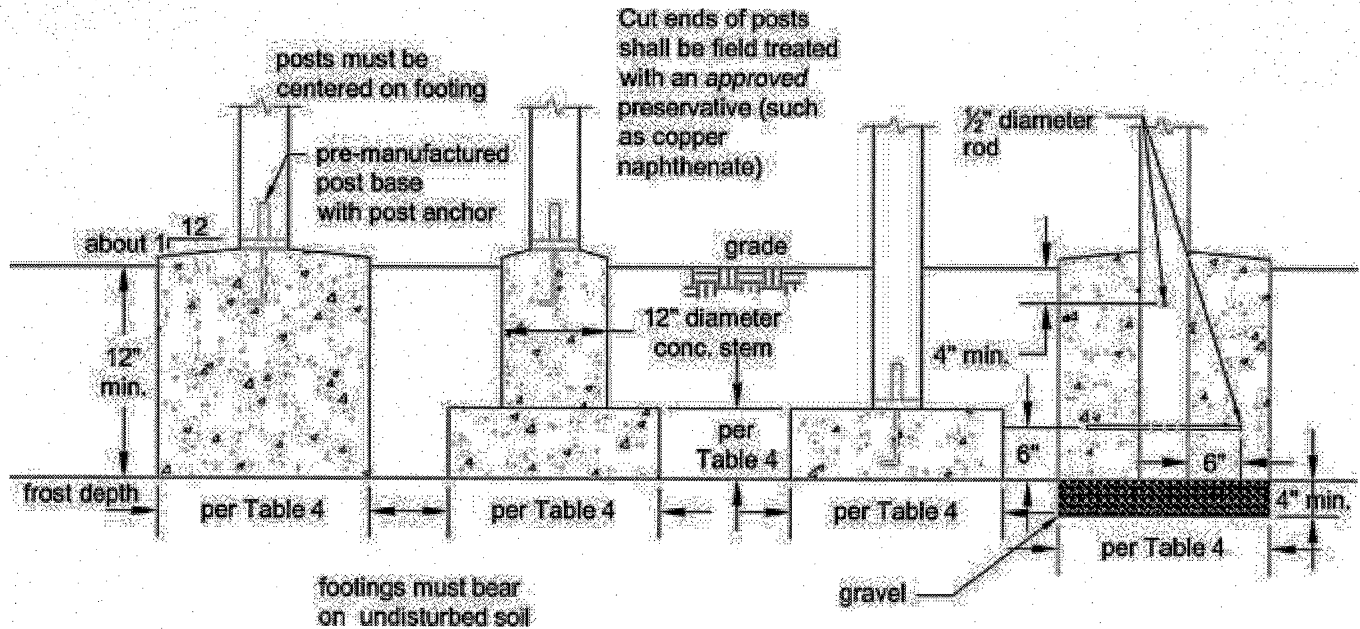 posts must be
centered on footing
pre-manufactured
post base
with post anchor
12
about 1
12"
min.
frost depth
per Table 4
Cut ends of posts
shall be field treated
with an approved
preservative (such
as copper
naphthenate)
grade
12" diameter
conc. stem
per Table 4
per
Table 4
per Table 4
½" diameter
rod
4" min.
6"
6"
4" min.
per Table 4
gravel
footings must bear
on undisturbed soil